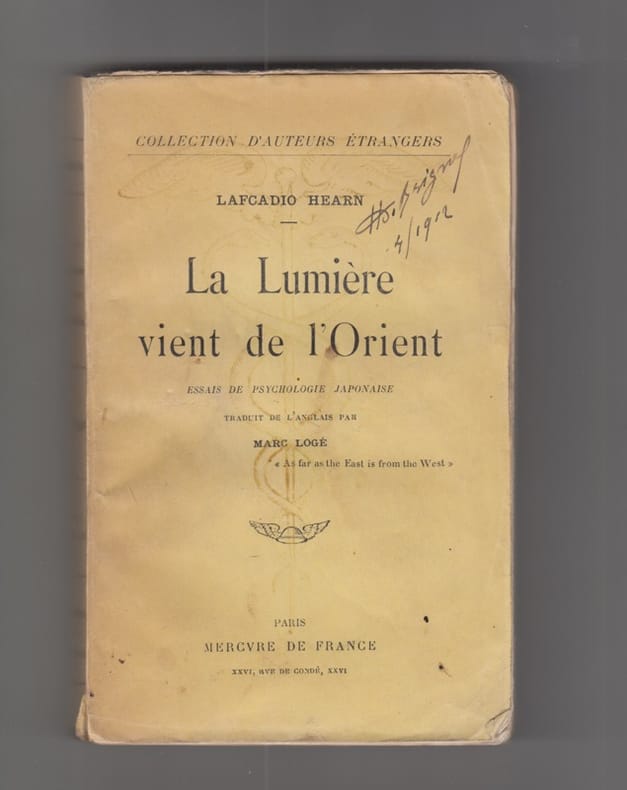 COLLECTION D'AUTEURS ÉTRANGERS
LAFCADIO HEARN
4/1912
La Lumière
vient de l'Orient
ESSAIS DE PSYCHOLOGIE JAPONAISE
TRADUIT DE L'ANGLAIS PAR
MARC LOGÉ
« As far as the East is from the West »
PARIS
MERCVRE DE FRANCE
XXVI, RVE DE CONDÉ, XXVI